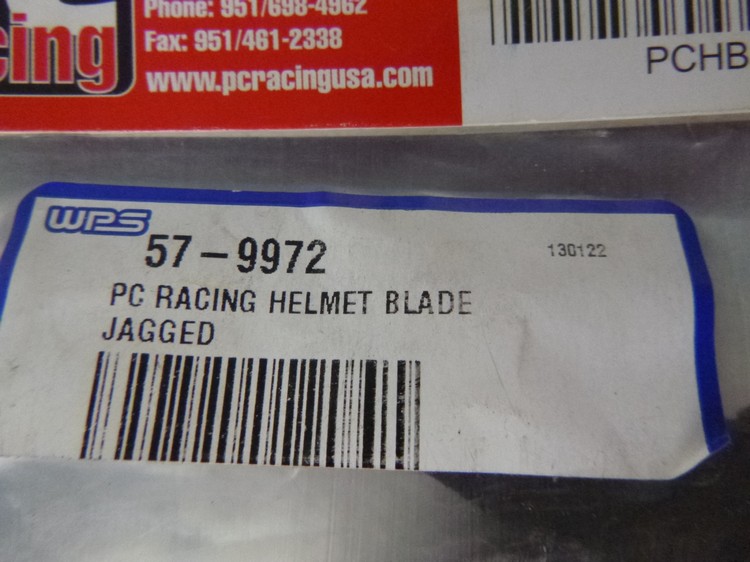 Phone: 951/698-4962
Fax: 951/461-2338
cing
www.pcracingusa.com
PCHB
WPS
57-9972
130122
PC RACING HELMET BLADE
JAGGED